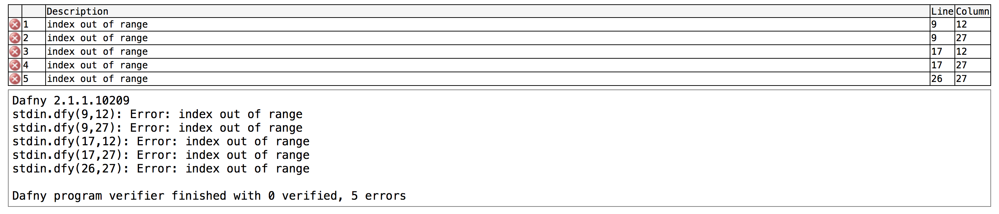 Description Line Column
1 index out of range 9 12
2 index out of range 9 27
3 index out of range 17 12
4 index out of range 17 27
5 index out of range 26 27
Dafny 2.1.1.10209
stdin.dfy(9,12): Error: index out of range
stdin.dfy(9,27): Error: index out of range
stdin.dfy(17,12): Error: index out of range
stdin.dfy(17,27): Error: index out of range
stdin.dfy(26,27): Error: index out of range
Dafny program verifier finished with 0 verified, 5 errors